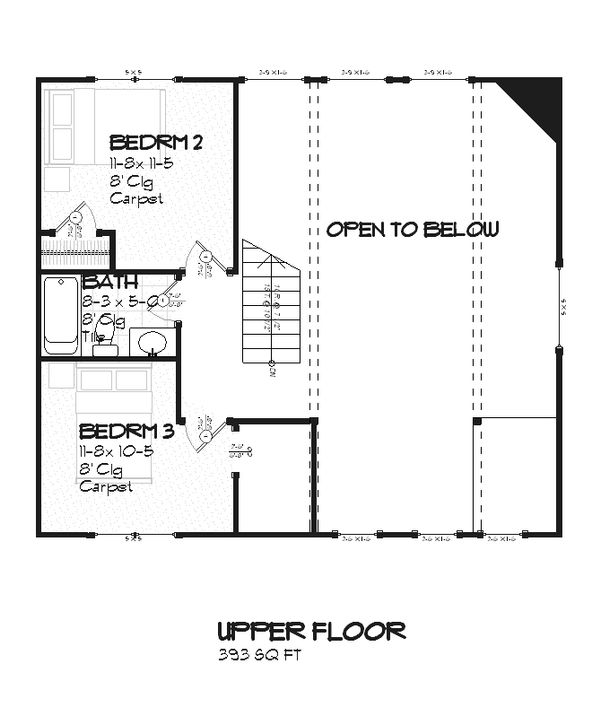 BEDRM 2
11-8 x 11-5
8' Clg
Carpet
OPEN TO BELOW
BATH
8-3 x 5-0
8' Clg
Tile
DN
BEDRM 3
11-8 x 10-5
8' Clg
Carpet
UPPER FLOOR
393 SQ FT